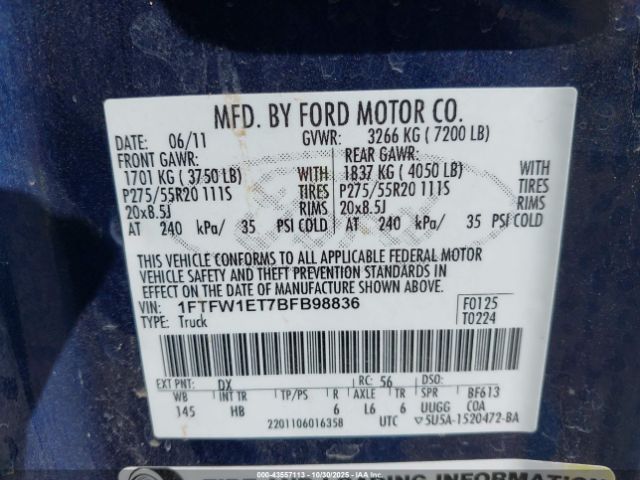 MFD. BY FORD MOTOR CO.
DATE: 06/11 GVWR: 3266 KG ( 7200 LB)
FRONT GAWR: REAR GAWR:
1701 KG ( 3750 LB) WITH 1837 KG ( 4050 LB) WITH
P275/55R20 111S TIRES P275/55R20 111S TIRES
20x8.5J RIMS 20x8.5J RIMS
AT 240 kPa/ 35 PSI COLD AT 240 kPa/ 35 PSI COLD
THIS VEHICLE CONFORMS TO ALL APPLICABLE FEDERAL MOTOR
VEHICLE SAFETY AND THEFT PREVENTION STANDARDS IN
EFFECT ON THE DATE OF MANUFACTURE SHOWN ABOVE.
VIN: 1FTFW1ET7BFB98836 F0125
TYPE: Truck T0224
EXT PNT: DX RC: 56 DSO:
WB INT TR TP/PS R AXLE TR SPR BF613
145 HB 6 L6 6 UUGG COA
2201106016358 UTC 5U5A-1520472-BA
000-43557113 - 10/30/2025 - IAA Inc.